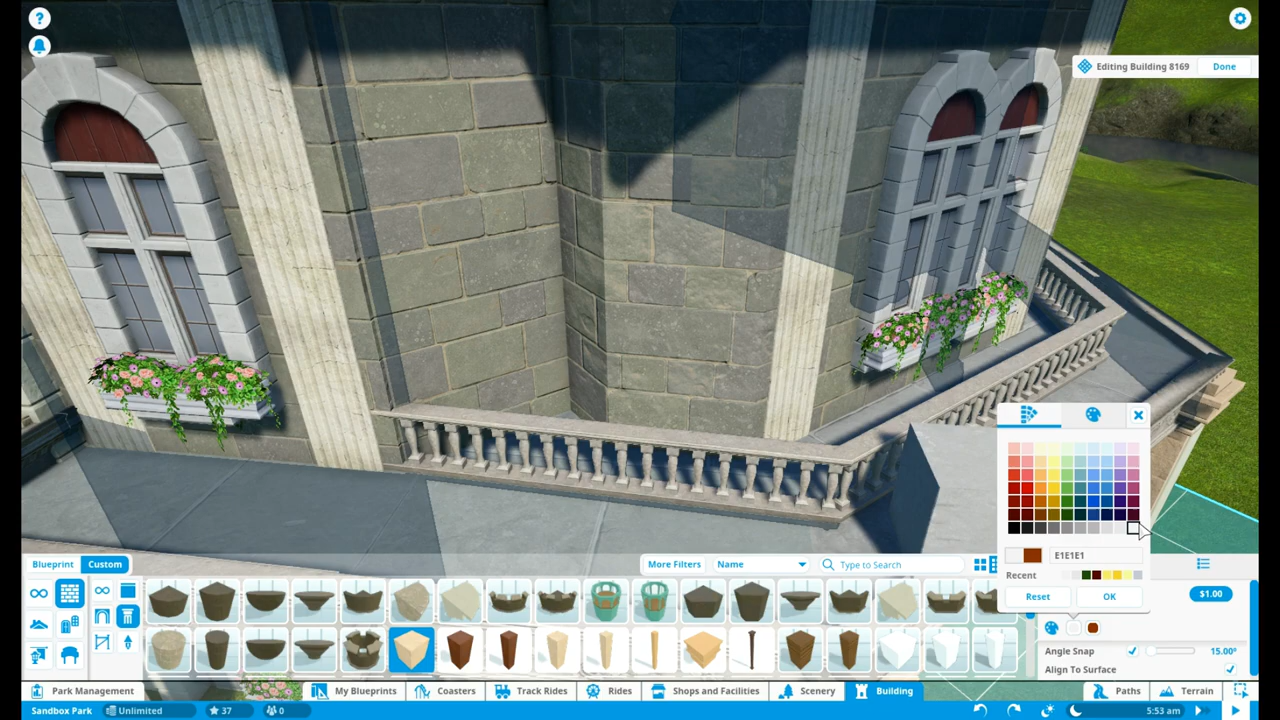 ?
Editing Building 8169 Done
E1E1E1
Recent
Reset OK
Blueprint Custom More Filters Name Type to Search
$1.00
Angle Snap 15.00°
Align To Surface
Park Management My Blueprints Coasters Track Rides Rides Shops and Facilities Scenery Building Paths Terrain
Sandbox Park Unlimited 37 0 5:53 am